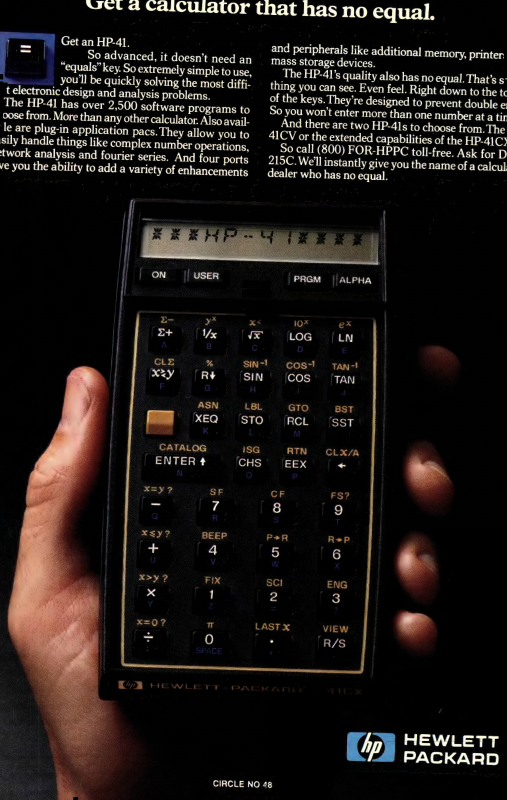 Get a calculator that has no equal.
=
Get an HP-41.
So advanced, it doesn't need an
"equals" key. So extremely simple to use,
you'll be quickly solving the most diffi-
t electronic design and analysis problems.
The HP-41 has over 2,500 software programs to
oose from. More than any other calculator. Also avail-
le are plug-in application pacs. They allow you to
sily handle things like complex number operations,
etwork analysis and fourier series. And four ports
ve you the ability to add a variety of enhancements
and peripherals like additional memory, printer
mass storage devices.
The HP-41's quality also has no equal. That's s
thing you can see. Even feel. Right down to the to
of the keys. They're designed to prevent double e
So you won't enter more than one number at a tim
And there are two HP-41s to choose from. The
41CV or the extended capabilities of the HP-41CX
So call (800) FOR-HPPC toll-free. Ask for D
215C. We'll instantly give you the name of a calcula
dealer who has no equal.
***HP-41****
ON USER PRGM ALPHA
Σ− yˣ x² 10ˣ eˣ
Σ+ 1/x √x LOG LN
A B C D E
CLΣ % SIN⁻¹ COS⁻¹ TAN⁻¹
x≷y R↓ SIN COS TAN
F G H I J
ASN LBL GTO BST
XEQ STO RCL SST
K L M
CATALOG ISG RTN CLX/A
ENTER↑ CHS EEX ←
N O P
x=y? SF CF FS?
− 7 8 9
Q R S T
x≤y? BEEP P→R R→P
+ 4 5 6
U V W X
x>y? FIX SCI ENG
× 1 2 3
Y Z
x=0? π LASTX VIEW
÷ 0 . R/S
SPACE
hp HEWLETT·PACKARD 41CX
hp HEWLETT
PACKARD
CIRCLE NO 48